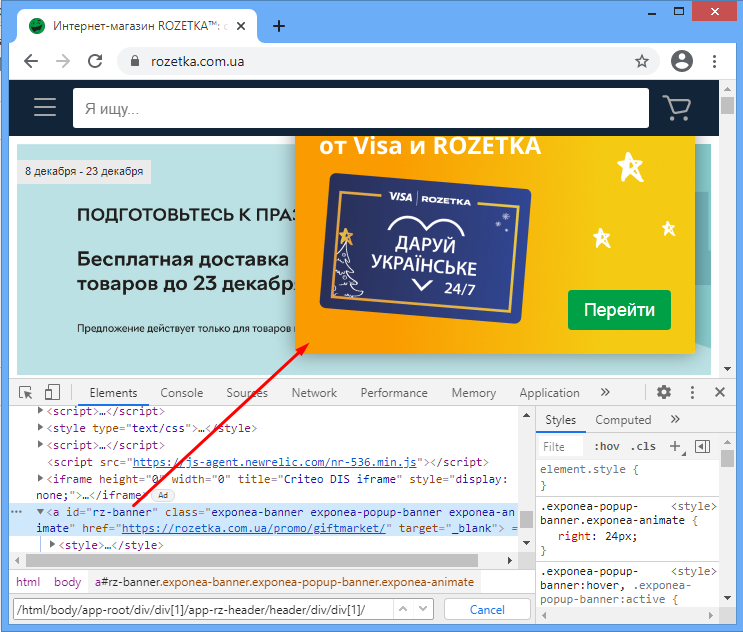 Интернет-магазин ROZETKA™: с
rozetka.com.ua
Я ищу...
8 декабря - 23 декабря
ПОДГОТОВЬТЕСЬ К ПРАЗ
Бесплатная доставка
товаров до 23 декабря
Предложение действует только для товаров
от Visa и ROZETKA
VISA ROZETKA
ДАРУЙ
УКРАЇНСЬКЕ
24/7
Перейти
Elements Console Sources Network Performance Memory Application »
<script>…</script>
<style type="text/css">…</style>
<script>…</script>
<script src="https://js-agent.newrelic.com/nr-536.min.js"></script>
<iframe height="0" width="0" title="Criteo DIS iframe" style="display:
none;">…</iframe> Ad
<a id="rz-banner" class="exponea-banner exponea-popup-banner exponea-an
imate" href="https://rozetka.com.ua/promo/giftmarket/" target="_blank"> =
<style>…</style>
html body a#rz-banner.exponea-banner.exponea-popup-banner.exponea-animate
/html/body/app-root/div/div[1]/app-rz-header/header/div/div[1]/
Cancel
Styles Computed »
Filte :hov .cls +
element.style {
}
.exponea-popup- <style>
banner.exponea-animate {
right: 24px;
}
.exponea-popup- <style>
banner:hover, .exponea-
popup-banner:active {